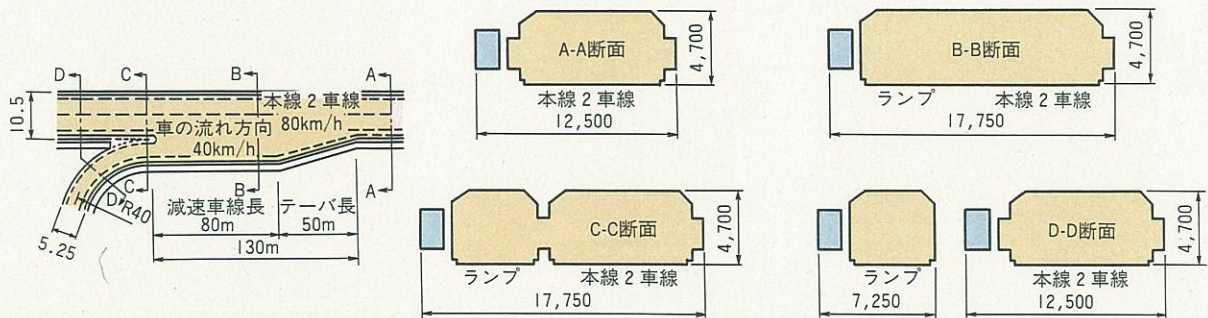 D
C
B
A
10.5
本線2車線
車の流れ方向
80km/h
40km/h
C
B
A
D
R40
5.25
減速車線長
テーパ長
80m
50m
130m
A-A断面
4,700
本線2車線
12,500
B-B断面
4,700
ランプ
本線2車線
17,750
C-C断面
4,700
ランプ
本線2車線
17,750
ランプ
7,250
D-D断面
4,700
本線2車線
12,500